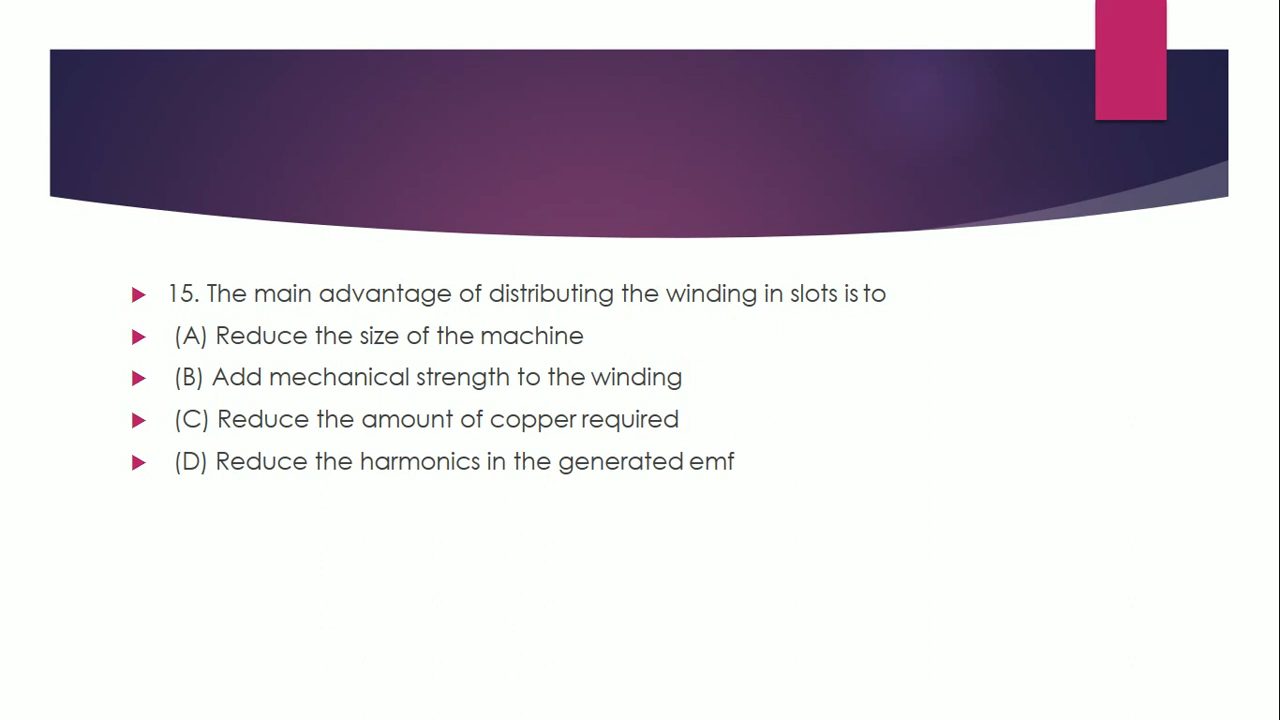 15. The main advantage of distributing the winding in slots is to
(A) Reduce the size of the machine
(B) Add mechanical strength to the winding
(C) Reduce the amount of copper required
(D) Reduce the harmonics in the generated emf